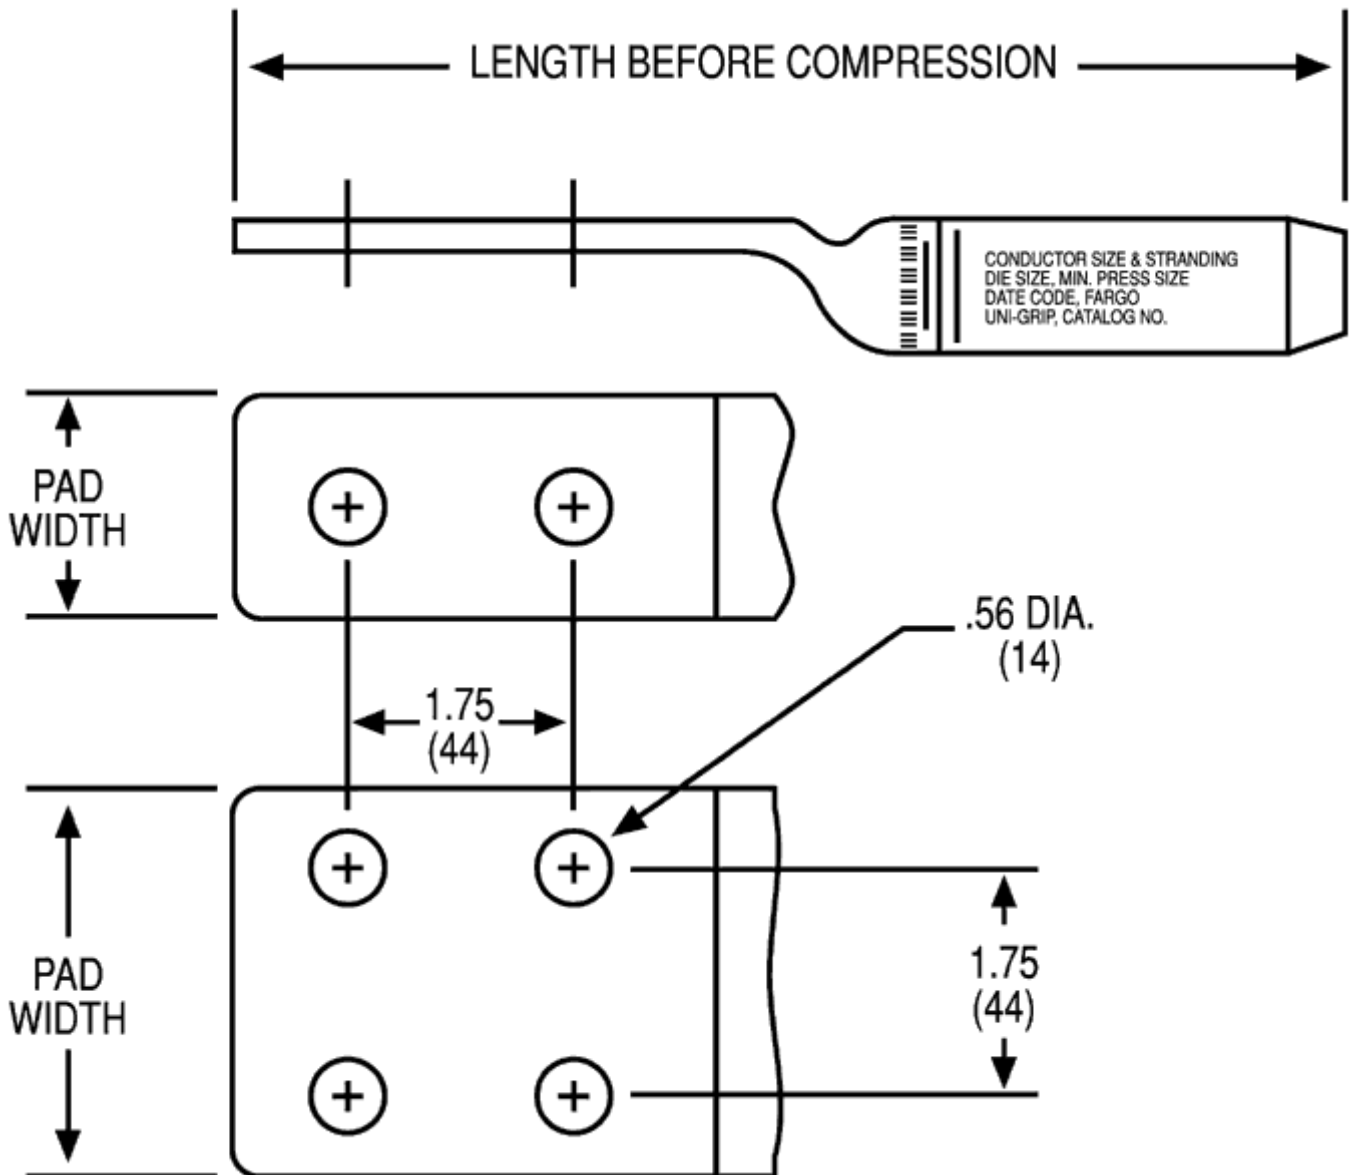 LENGTH BEFORE COMPRESSION
CONDUCTOR SIZE & STRANDING
DIE SIZE, MIN. PRESS SIZE
DATE CODE, FARGO
UNI-GRIP, CATALOG NO.
PAD
WIDTH
.56 DIA.
(14)
1.75
(44)
PAD
WIDTH
1.75
(44)